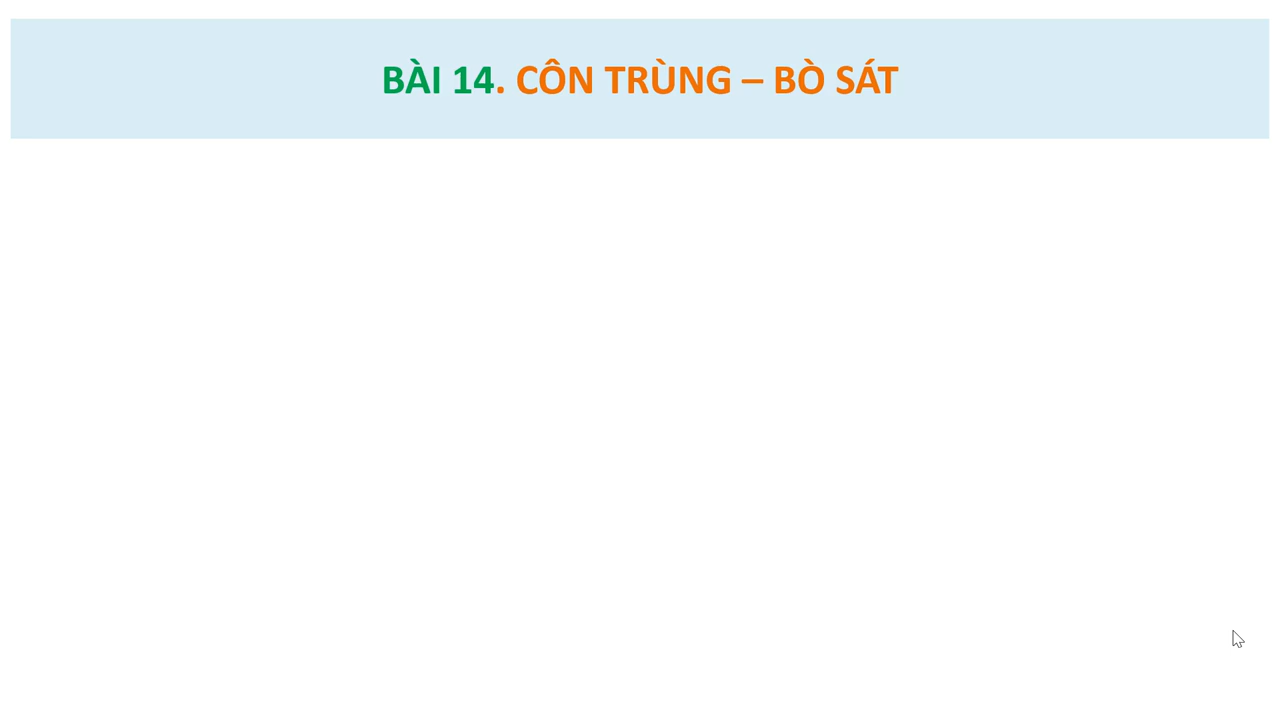 BÀI 14. CÔN TRÙNG – BÒ SÁT